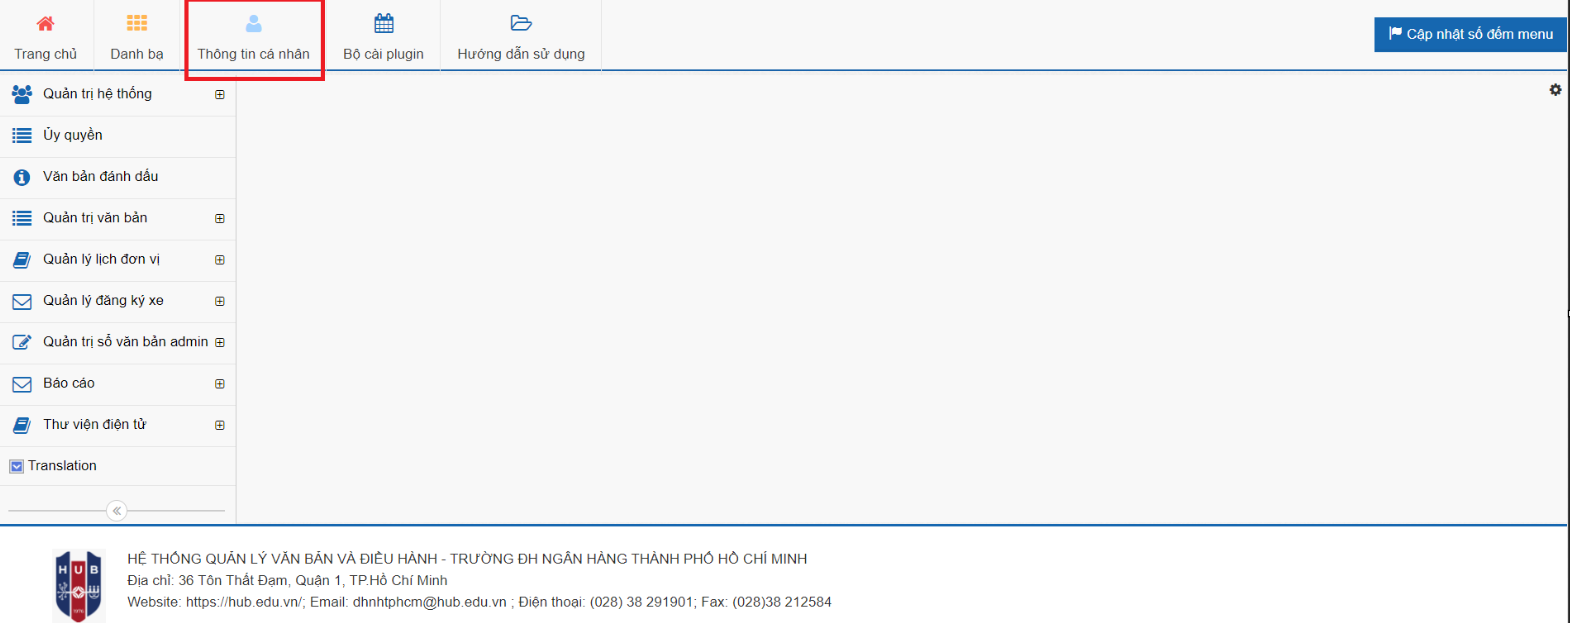 Trang chủ
Danh bạ
Thông tin cá nhân
Bộ cài plugin
Hướng dẫn sử dụng
Cập nhật số đếm menu
Quản trị hệ thống
Ủy quyền
Văn bản đánh dấu
Quản trị văn bản
Quản lý lịch đơn vị
Quản lý đăng ký xe
Quản trị sổ văn bản admin
Báo cáo
Thư viện điện tử
Translation
HUB
1976
HỆ THỐNG QUẢN LÝ VĂN BẢN VÀ ĐIỀU HÀNH - TRƯỜNG ĐH NGÂN HÀNG THÀNH PHỐ HỒ CHÍ MINH
Địa chỉ: 36 Tôn Thất Đạm, Quận 1, TP.Hồ Chí Minh
Website: https://hub.edu.vn/; Email: dhnhtphcm@hub.edu.vn ; Điện thoại: (028) 38 291901; Fax: (028)38 212584